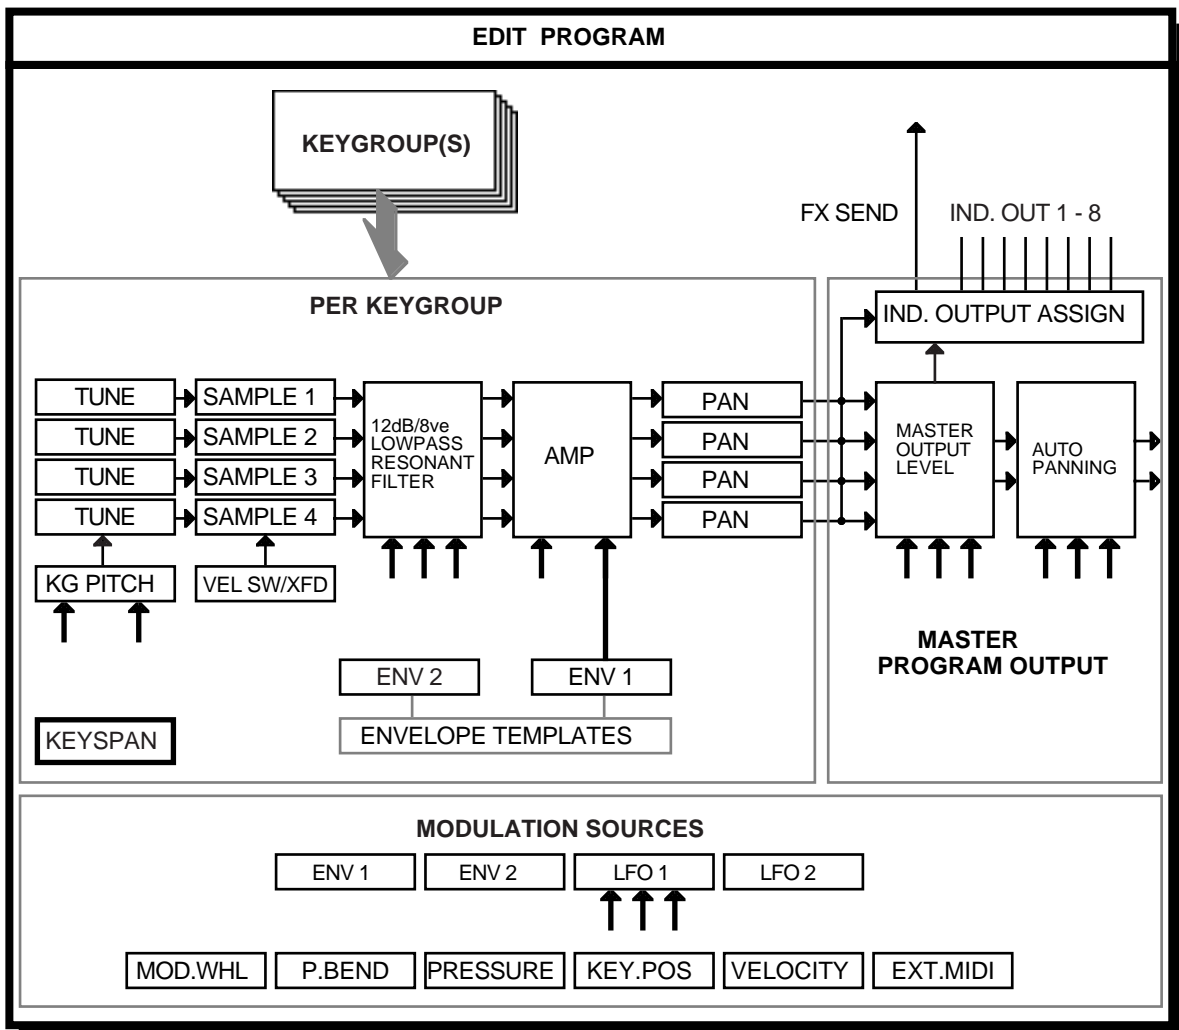 EDIT PROGRAM
KEYGROUP(S)
FX SEND
IND. OUT 1 - 8
PER KEYGROUP
IND. OUTPUT ASSIGN
TUNE
SAMPLE 1
TUNE
SAMPLE 2
TUNE
SAMPLE 3
TUNE
SAMPLE 4
12dB/8ve
LOWPASS
RESONANT
FILTER
AMP
PAN
PAN
PAN
PAN
MASTER
OUTPUT
LEVEL
AUTO
PANNING
KG PITCH
VEL SW/XFD
MASTER
PROGRAM OUTPUT
ENV 2
ENV 1
KEYSPAN
ENVELOPE TEMPLATES
MODULATION SOURCES
ENV 1
ENV 2
LFO 1
LFO 2
MOD.WHL
P.BEND
PRESSURE
KEY.POS
VELOCITY
EXT.MIDI